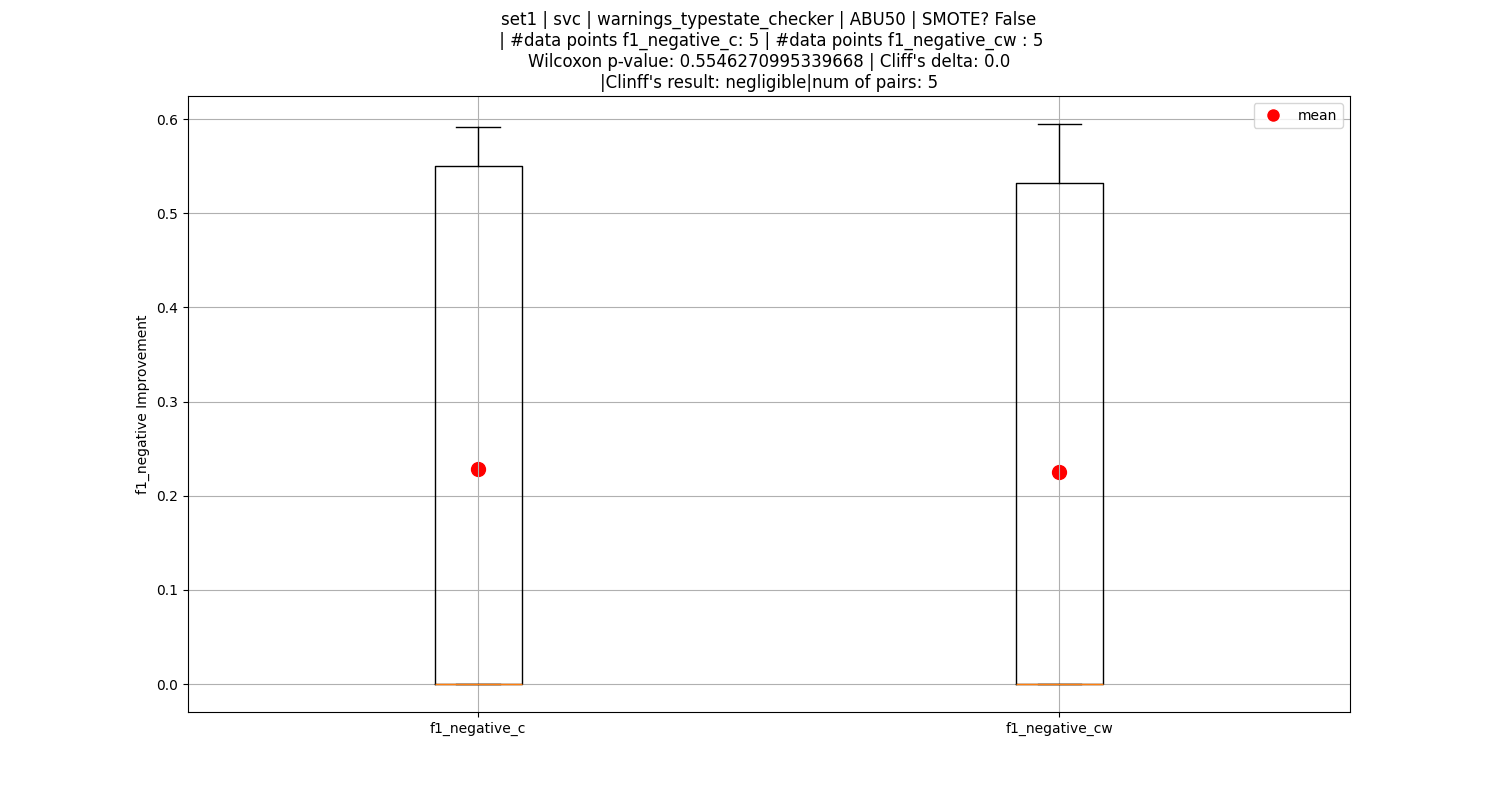 set1 | svc | warnings_typestate_checker | ABU50 | SMOTE? False
| #data points f1_negative_c: 5 | #data points f1_negative_cw : 5
Wilcoxon p-value: 0.5546270995339668 | Cliff's delta: 0.0
|Clinff's result: negligible|num of pairs: 5
mean
0.6
0.5
0.4
0.3
0.2
0.1
0.0
f1_negative Improvement
f1_negative_c
f1_negative_cw